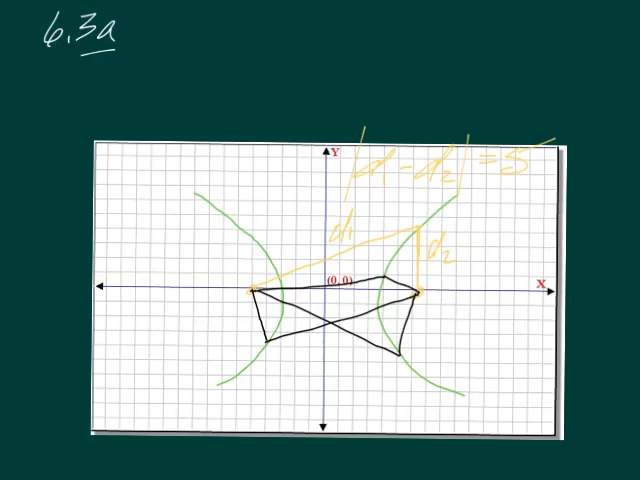 6.3a
|d₁ - d₂| = 5
Y
d₁
d₂
(0, 0)
X